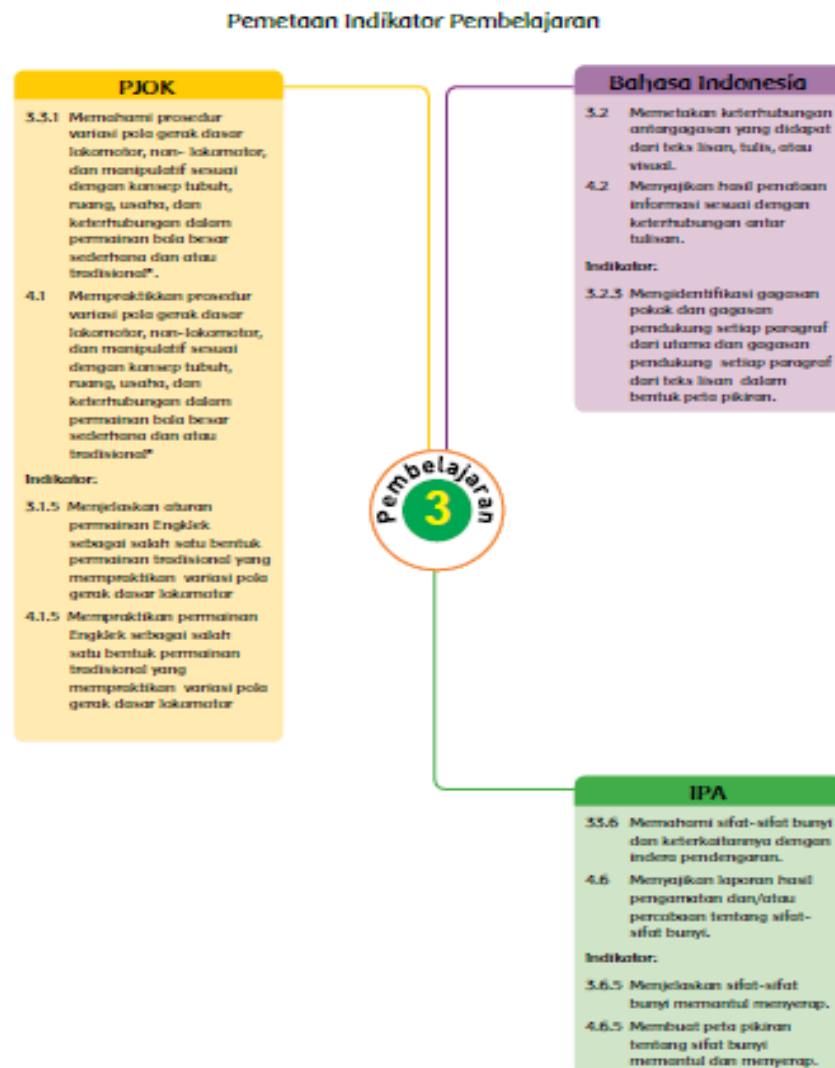 Pemetaan Indikator Pembelajaran
PJOK
3.3.1 Memahami prosedur
variasi pola gerak dasar
lokomotor, non- lokomotor,
dan manipulatif sesuai
dengan konsep tubuh,
ruang, usaha, dan
keterhubungan dalam
permainan bola besar
sederhana dan atau
tradisional*.
4.1 Mempraktikkan prosedur
variasi pola gerak dasar
lokomotor, non-lokomotor,
dan manipulatif sesuai
dengan konsep tubuh,
ruang, usaha, dan
keterhubungan dalam
permainan bola besar
sederhana dan atau
tradisional*
Indikator:
3.1.5 Menjelaskan aturan
permainan Engklek
sebagai salah satu bentuk
permainan tradisional yang
mempraktikan variasi pola
gerak dasar lokomotor
4.1.5 Mempraktikan permainan
Engklek sebagai salah
satu bentuk permainan
tradisional yang
mempraktikan variasi pola
gerak dasar lokomotor
Bahasa Indonesia
3.2 Memetakan keterhubungan
antargagasan yang didapat
dari teks lisan, tulis, atau
visual.
4.2 Menyajikan hasil penataan
informasi sesuai dengan
keterhubungan antar
tulisan.
Indikator:
3.2.3 Mengidentifikasi gagasan
pokok dan gagasan
pendukung setiap paragraf
dari utama dan gagasan
pendukung setiap paragraf
dari teks lisan dalam
bentuk peta pikiran.
Pembelajaran
3
IPA
33.6 Memahami sifat-sifat bunyi
dan keterkaitannya dengan
indera pendengaran.
4.6 Menyajikan laporan hasil
pengamatan dan/atau
percobaan tentang sifat-
sifat bunyi.
Indikator:
3.6.5 Menjelaskan sifat-sifat
bunyi memantul menyerap.
4.6.5 Membuat peta pikiran
tentang sifat bunyi
memantul dan menyerap.